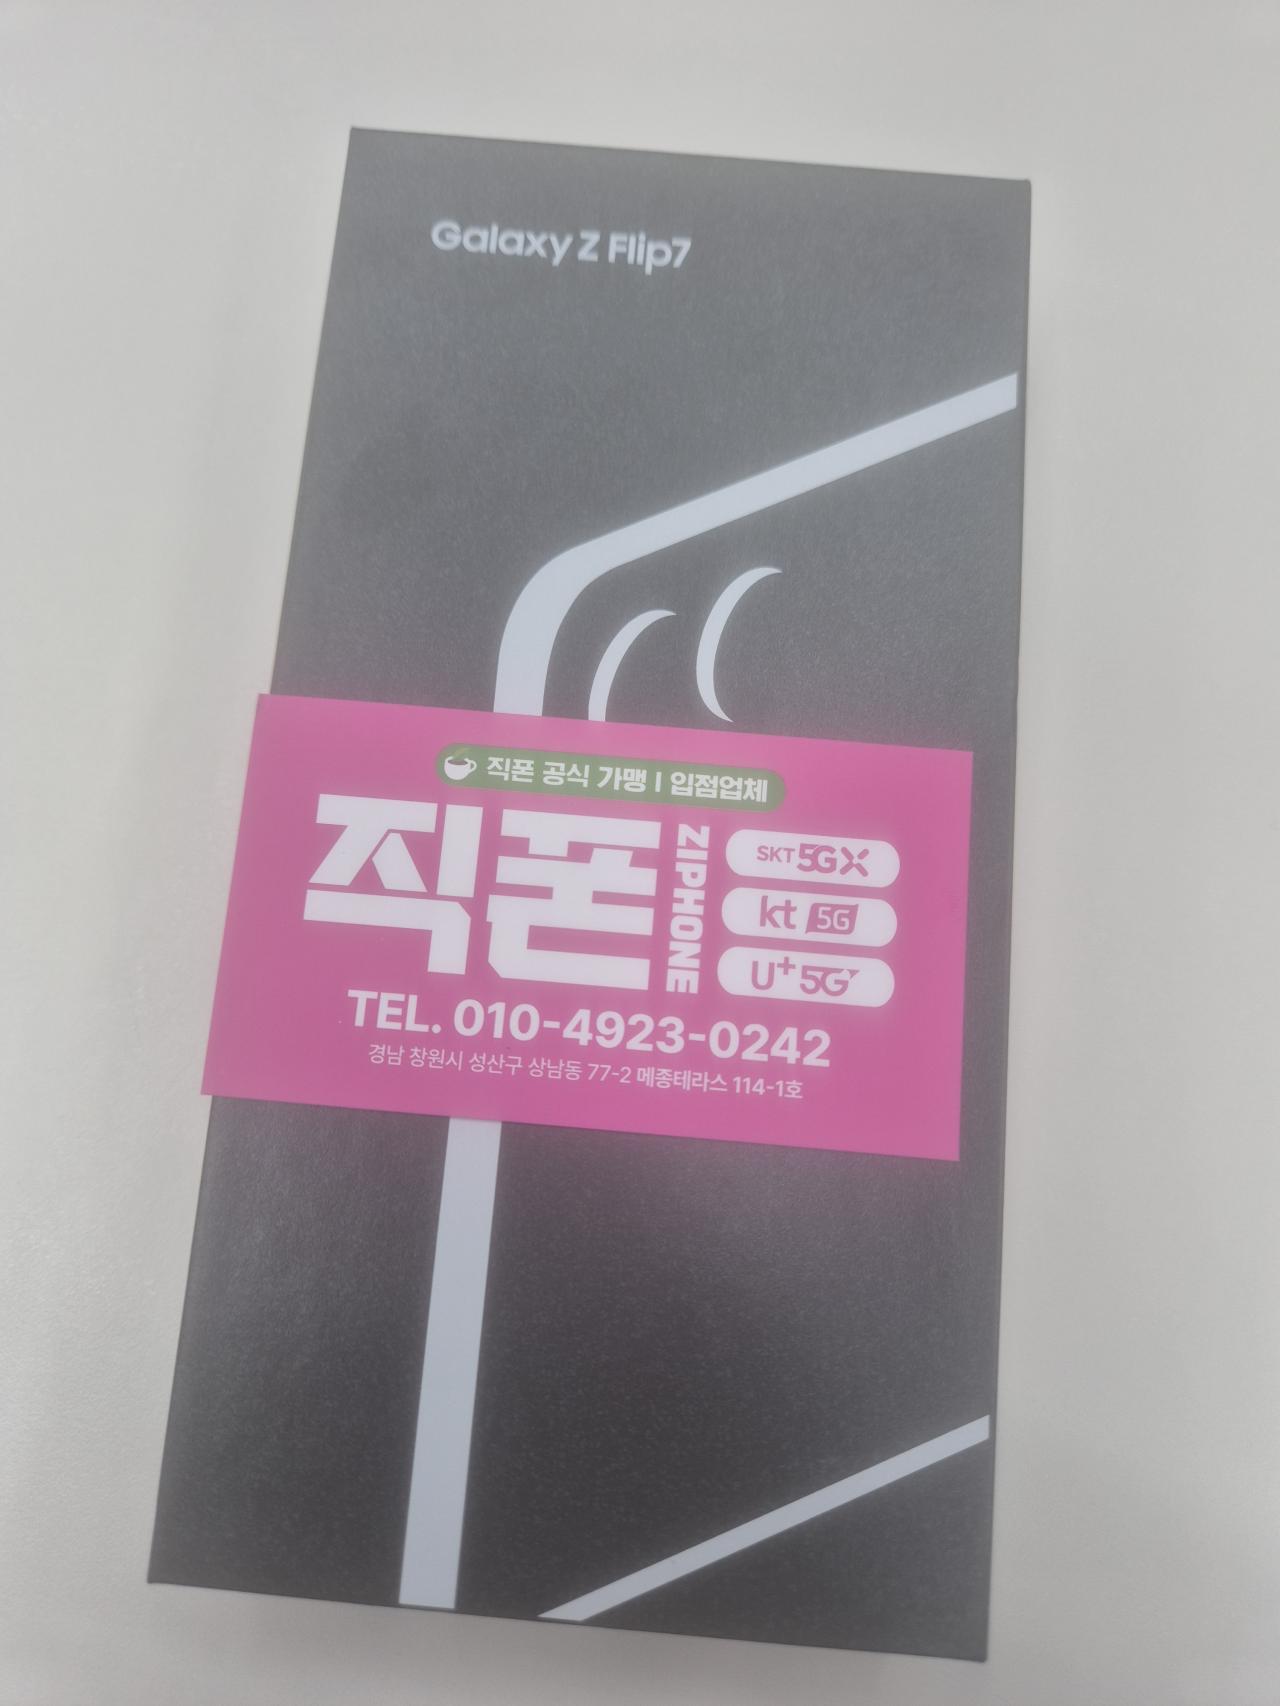 Galaxy Z Flip7
직폰 공식 가맹 | 입점업체
직폰
ZIPHONE
SKT 5GX
kt 5G
U+5G
TEL. 010-4923-0242
경남 창원시 성산구 상남동 77-2 메종테라스 114-1호